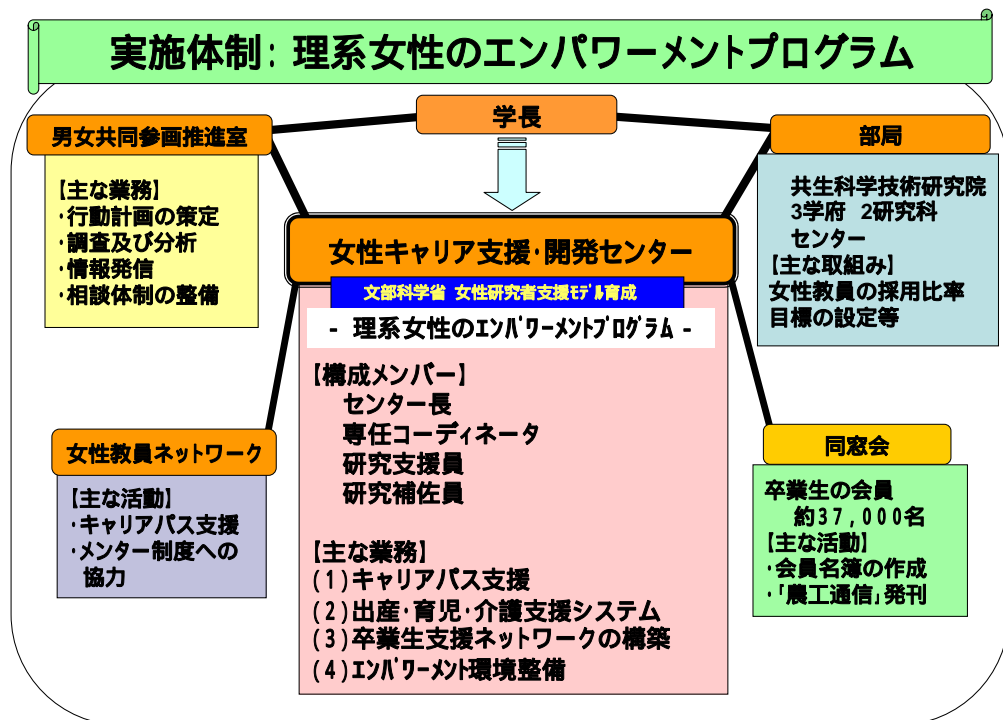 実施体制: 理系女性のエンパワーメントプログラム
学長
男女共同参画推進室
【主な業務】
・行動計画の策定
・調査及び分析
・情報発信
・相談体制の整備
部局
共生科学技術研究院
3学府 2研究科
センター
【主な取組み】
女性教員の採用比率
目標の設定等
女性キャリア支援・開発センター
文部科学省 女性研究者支援ﾓﾃﾞﾙ育成
- 理系女性のｴﾝﾊﾟﾜｰﾒﾝﾄﾌﾟﾛｸﾞﾗﾑ -
【構成メンバー】
センター長
専任コーディネータ
研究支援員
研究補佐員
【主な業務】
(1)キャリアパス支援
(2)出産・育児・介護支援システム
(3)卒業生支援ネットワークの構築
(4)ｴﾝﾊﾟﾜｰﾒﾝﾄ環境整備
女性教員ネットワーク
【主な活動】
・キャリアパス支援
・メンター制度への
協力
同窓会
卒業生の会員
約37,000名
【主な活動】
・会員名簿の作成
・「農工通信」発刊